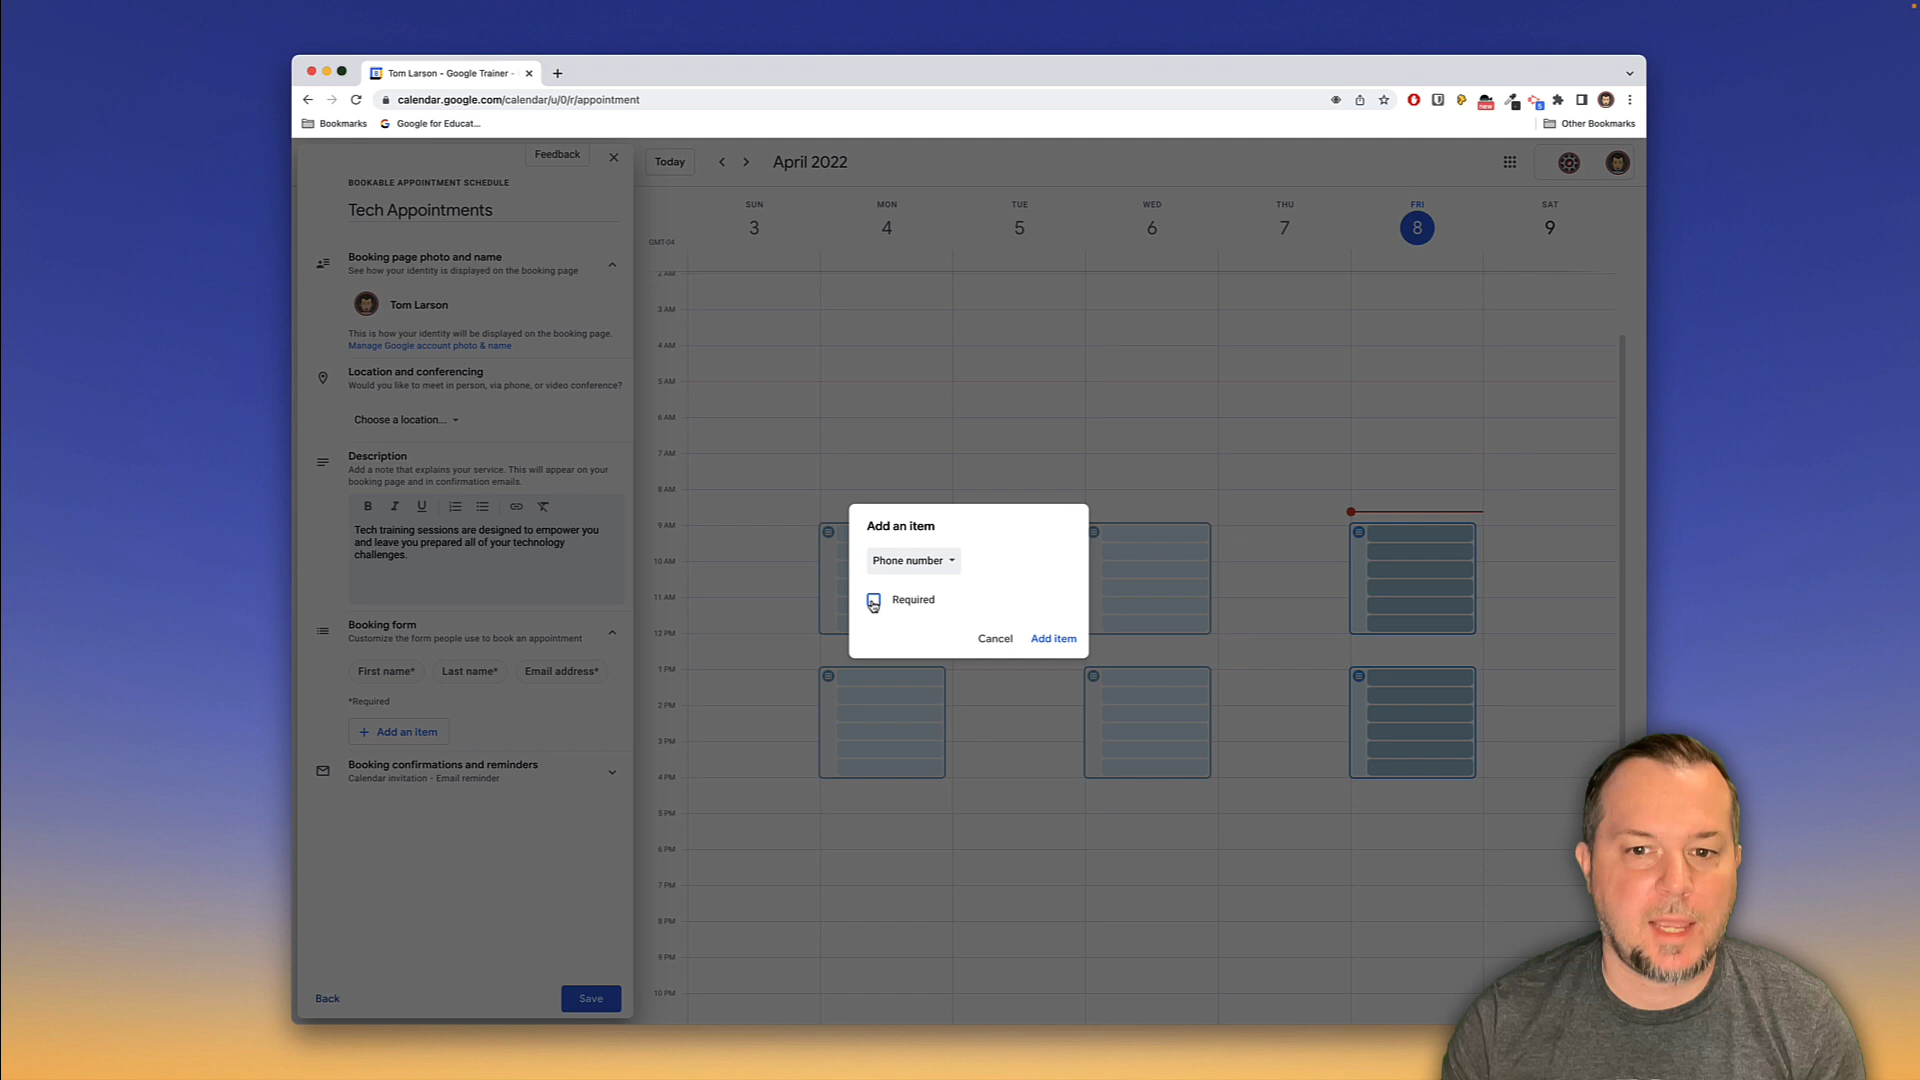 Tom Larson - Google Trainer -
calendar.google.com/calendar/u/0/r/appointment
new
Bookmarks
Google for Educat...
Other Bookmarks
Feedback
BOOKABLE APPOINTMENT SCHEDULE
Tech Appointments
Booking page photo and name
See how your identity is displayed on the booking page
Tom Larson
This is how your identity will be displayed on the booking page.
Manage Google account photo & name
Location and conferencing
Would you like to meet in person, via phone, or video conference?
Choose a location...
Description
Add a note that explains your service. This will appear on your
booking page and in confirmation emails.
B I U
Tech training sessions are designed to empower you
and leave you prepared all of your technology
challenges.
Booking form
Customize the form people use to book an appointment
First name* Last name* Email address*
*Required
+ Add an item
Booking confirmations and reminders
Calendar invitation - Email reminder
Back
Save
Today
April 2022
SUN MON TUE WED THU FRI SAT
3 4 5 6 7 8 9
GMT-04
2 AM
3 AM
4 AM
5 AM
6 AM
7 AM
8 AM
9 AM
10 AM
11 AM
12 PM
1 PM
2 PM
3 PM
4 PM
5 PM
6 PM
7 PM
8 PM
9 PM
10 PM
Add an item
Phone number
Required
Cancel
Add item